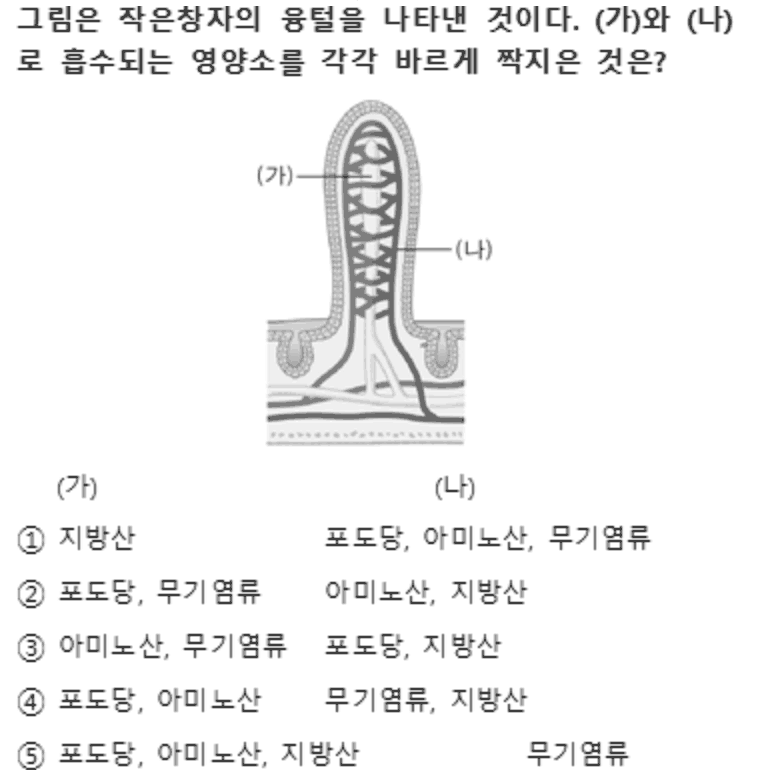 그림은 작은창자의 융털을 나타낸 것이다. (가)와 (나)
로 흡수되는 영양소를 각각 바르게 짝지은 것은?
(가)
(나)
(가) (나)
① 지방산 포도당, 아미노산, 무기염류
② 포도당, 무기염류 아미노산, 지방산
③ 아미노산, 무기염류 포도당, 지방산
④ 포도당, 아미노산 무기염류, 지방산
⑤ 포도당, 아미노산, 지방산 무기염류